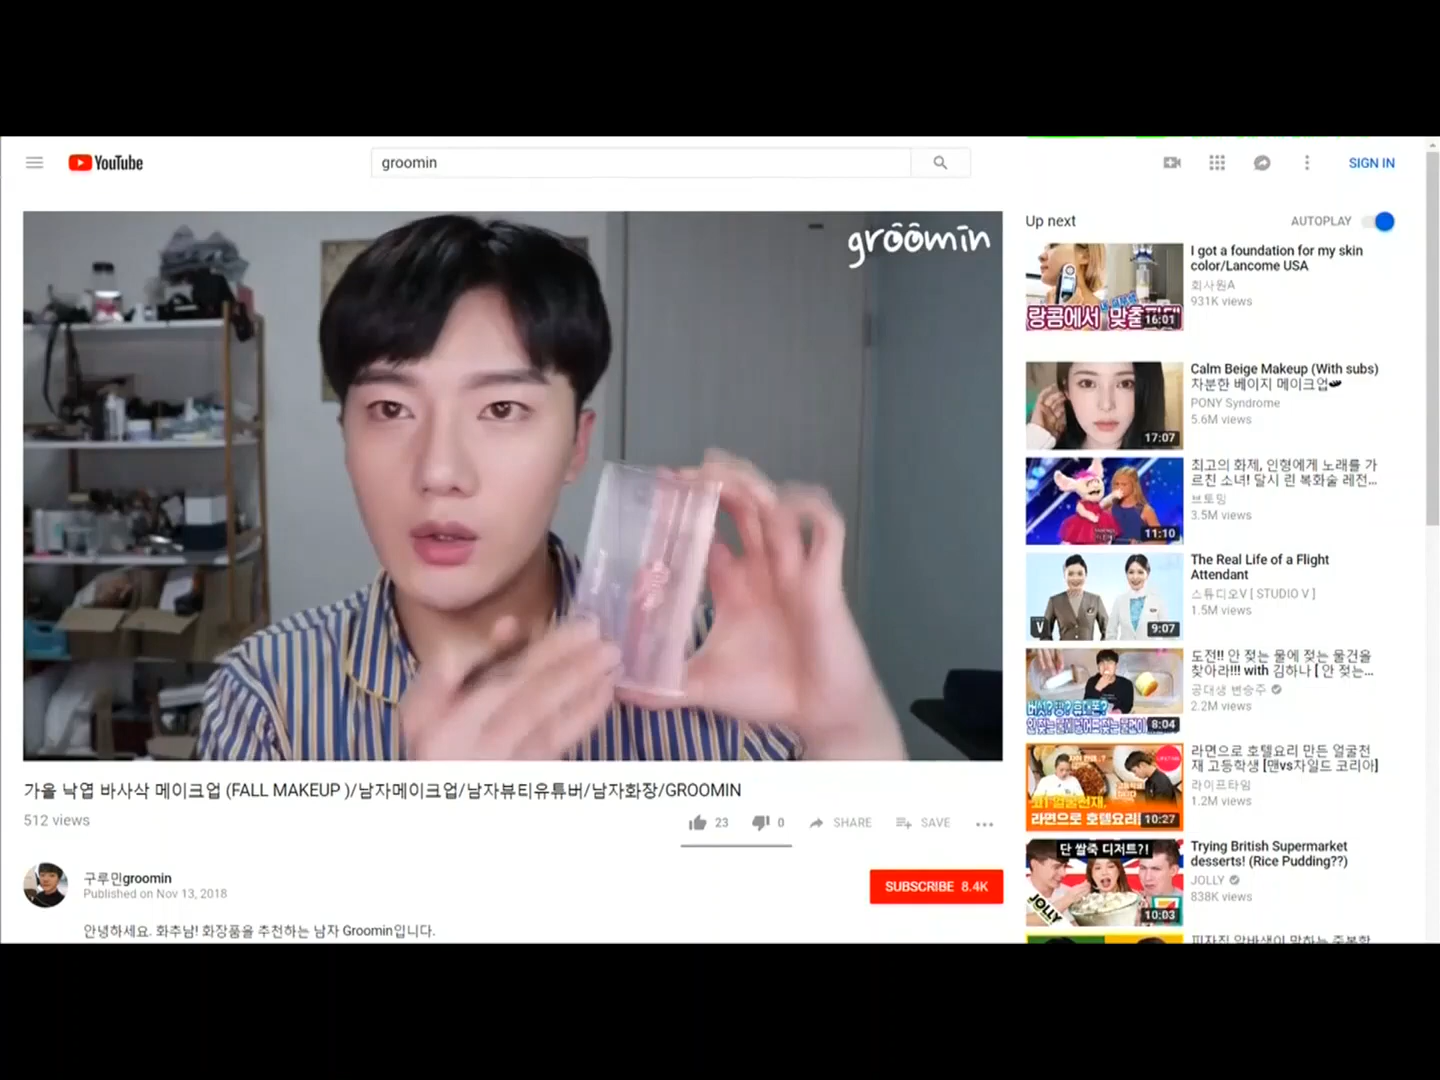 YouTube
groomin
SIGN IN
grōōmīn
가을 낙엽 바사삭 메이크업 (FALL MAKEUP )/남자메이크업/남자뷰티유튜버/남자화장/GROOMIN
512 views
23
0
SHARE
SAVE
구루민groomin
Published on Nov 13, 2018
SUBSCRIBE 8.4K
안녕하세요. 화추남! 화장품을 추천하는 남자 Groomin입니다.
Up next
AUTOPLAY
랑콤에서
16:01
I got a foundation for my skin
color/Lancome USA
회사원A
931K views
17:07
Calm Beige Makeup (With subs)
차분한 베이지 메이크업
PONY Syndrome
5.6M views
11:10
최고의 화제, 인형에게 노래를 가
르친 소녀! 달시 린 복화술 레전...
브토밍
3.5M views
V
9:07
The Real Life of a Flight
Attendant
스튜디오V [ STUDIO V ]
1.5M views
8:04
도전!! 안 젖는 물에 젖는 물건을
찾아라!!! with 김하나 [ 안 젖는...
공대생 변승주
2.2M views
라면으로 호텔요리
10:27
라면으로 호텔요리 만든 얼굴천
재 고등학생 [맨vs차일드 코리아]
라이프타임
1.2M views
단 쌀죽 디저트?!
JOLLY
10:03
Trying British Supermarket
desserts! (Rice Pudding??)
JOLLY
838K views